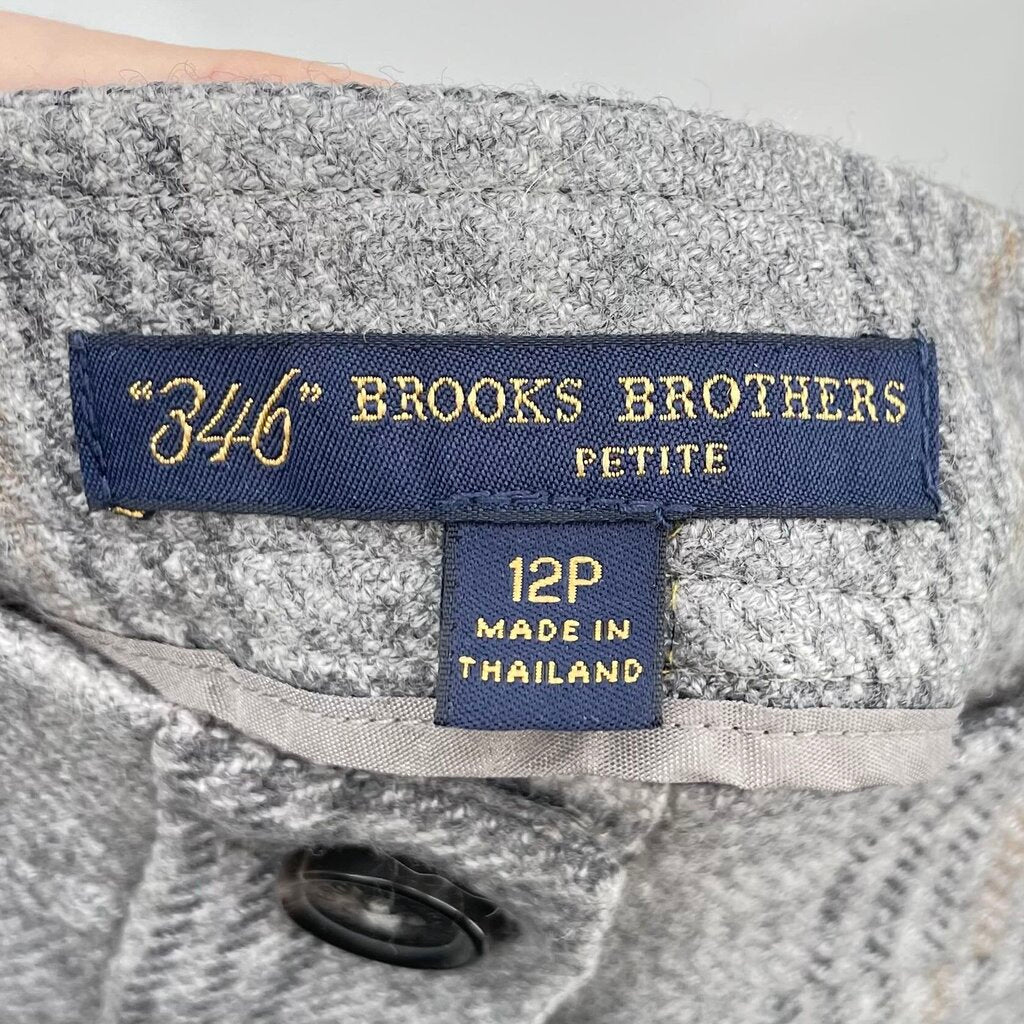 "346" BROOKS BROTHERS
PETITE
12P
MADE IN
THAILAND